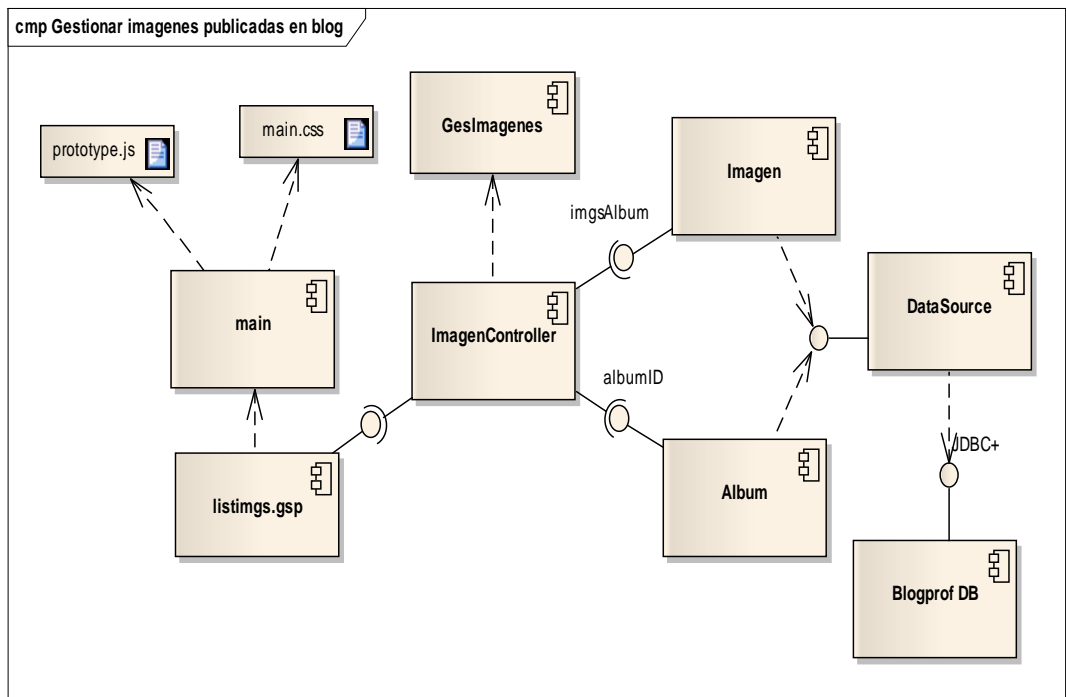 cmp Gestionar imagenes publicadas en blog
GesImagenes
main.css
prototype.js
Imagen
imgsAlbum
DataSource
main
ImagenController
albumID
JDBC+
Album
listimgs.gsp
Blogprof DB